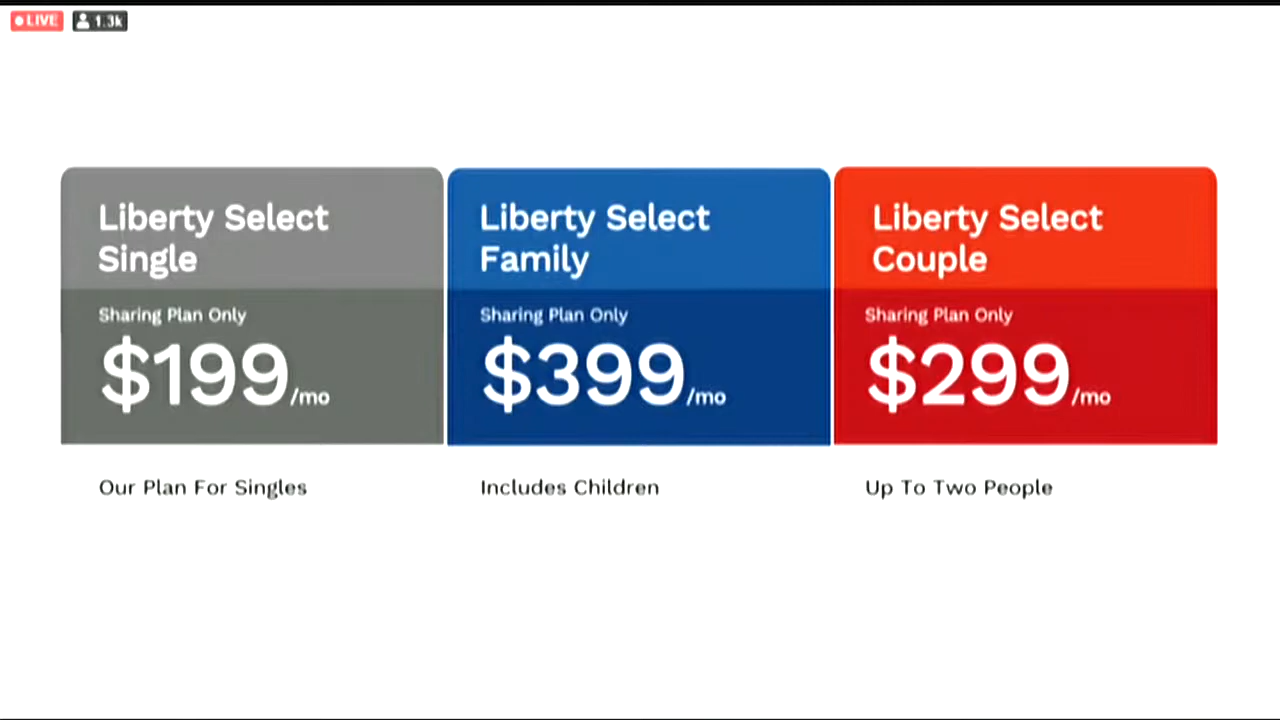 LIVE
1.3k
Liberty Select
Single
Sharing Plan Only
$199/mo
Our Plan For Singles
Liberty Select
Family
Sharing Plan Only
$399/mo
Includes Children
Liberty Select
Couple
Sharing Plan Only
$299/mo
Up To Two People